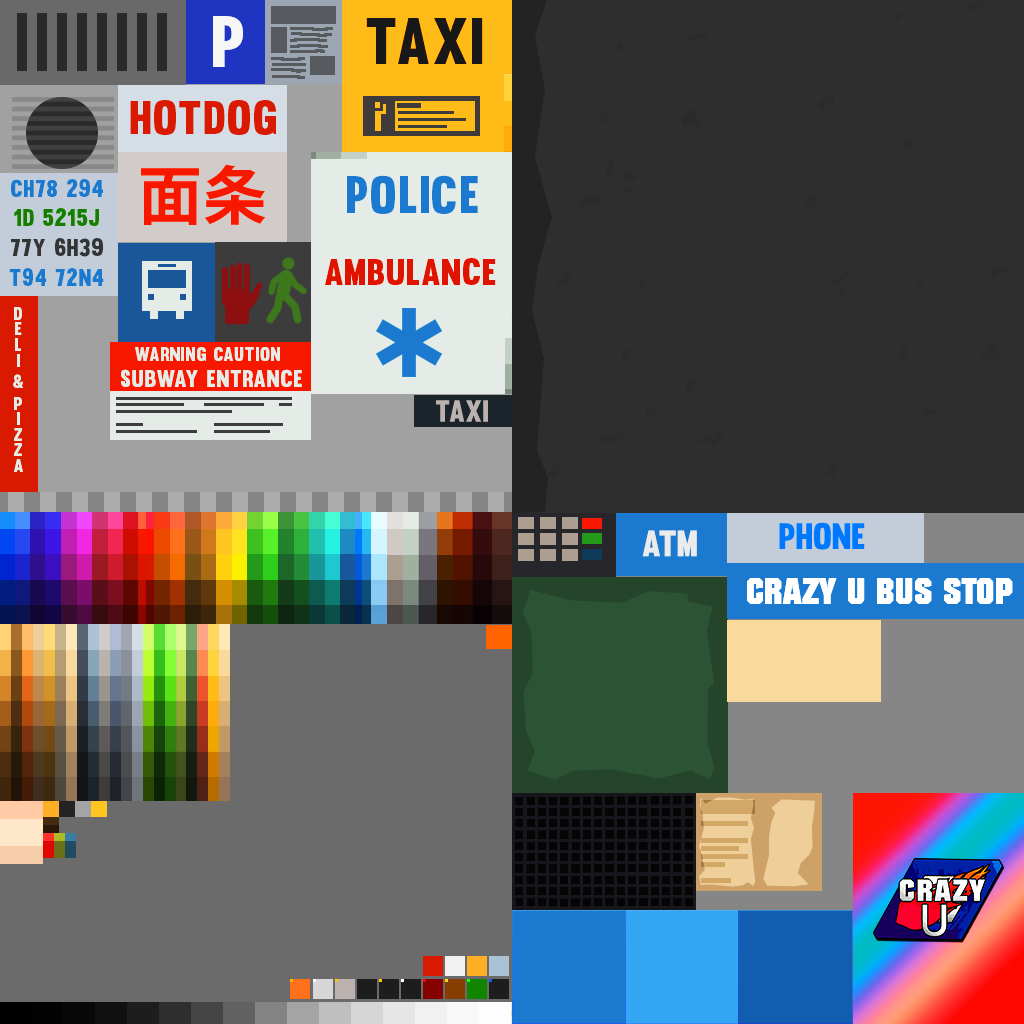 P
TAXI
HOTDOG
面条
CH78 294
1D 5215J
77Y 6H39
T94 72N4
POLICE
AMBULANCE
DELI & PIZZA
WARNING CAUTION
SUBWAY ENTRANCE
TAXI
ATM
PHONE
CRAZY U BUS STOP
CRAZY
U